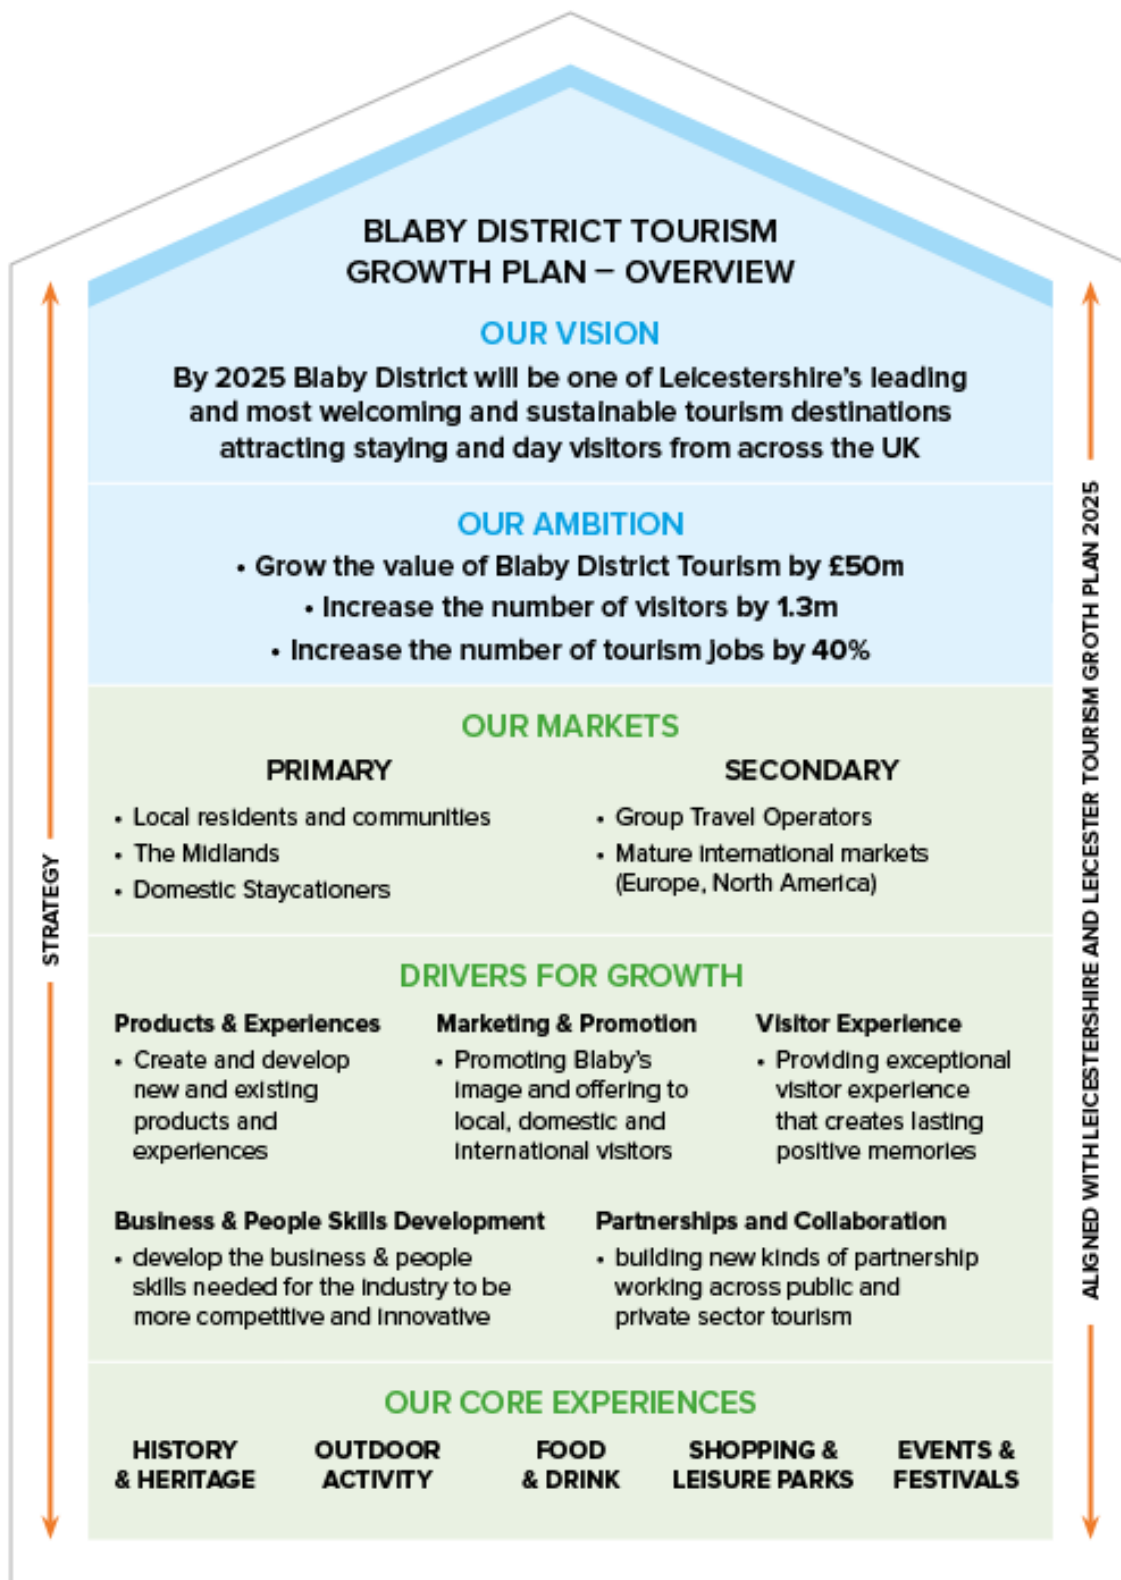 BLABY DISTRICT TOURISM
GROWTH PLAN – OVERVIEW
OUR VISION
By 2025 Blaby District will be one of Leicestershire's leading
and most welcoming and sustainable tourism destinations
attracting staying and day visitors from across the UK
OUR AMBITION
• Grow the value of Blaby District Tourism by £50m
• Increase the number of visitors by 1.3m
• Increase the number of tourism jobs by 40%
OUR MARKETS
PRIMARY
• Local residents and communities
• The Midlands
• Domestic Staycationers
SECONDARY
• Group Travel Operators
• Mature international markets
(Europe, North America)
DRIVERS FOR GROWTH
Products & Experiences
• Create and develop
new and existing
products and
experiences
Marketing & Promotion
• Promoting Blaby's
image and offering to
local, domestic and
international visitors
Visitor Experience
• Providing exceptional
visitor experience
that creates lasting
positive memories
Business & People Skills Development
• develop the business & people
skills needed for the industry to be
more competitive and innovative
Partnerships and Collaboration
• building new kinds of partnership
working across public and
private sector tourism
OUR CORE EXPERIENCES
HISTORY
& HERITAGE
OUTDOOR
ACTIVITY
FOOD
& DRINK
SHOPPING &
LEISURE PARKS
EVENTS &
FESTIVALS
STRATEGY
ALIGNED WITH LEICESTERSHIRE AND LEICESTER TOURISM GROTH PLAN 2025